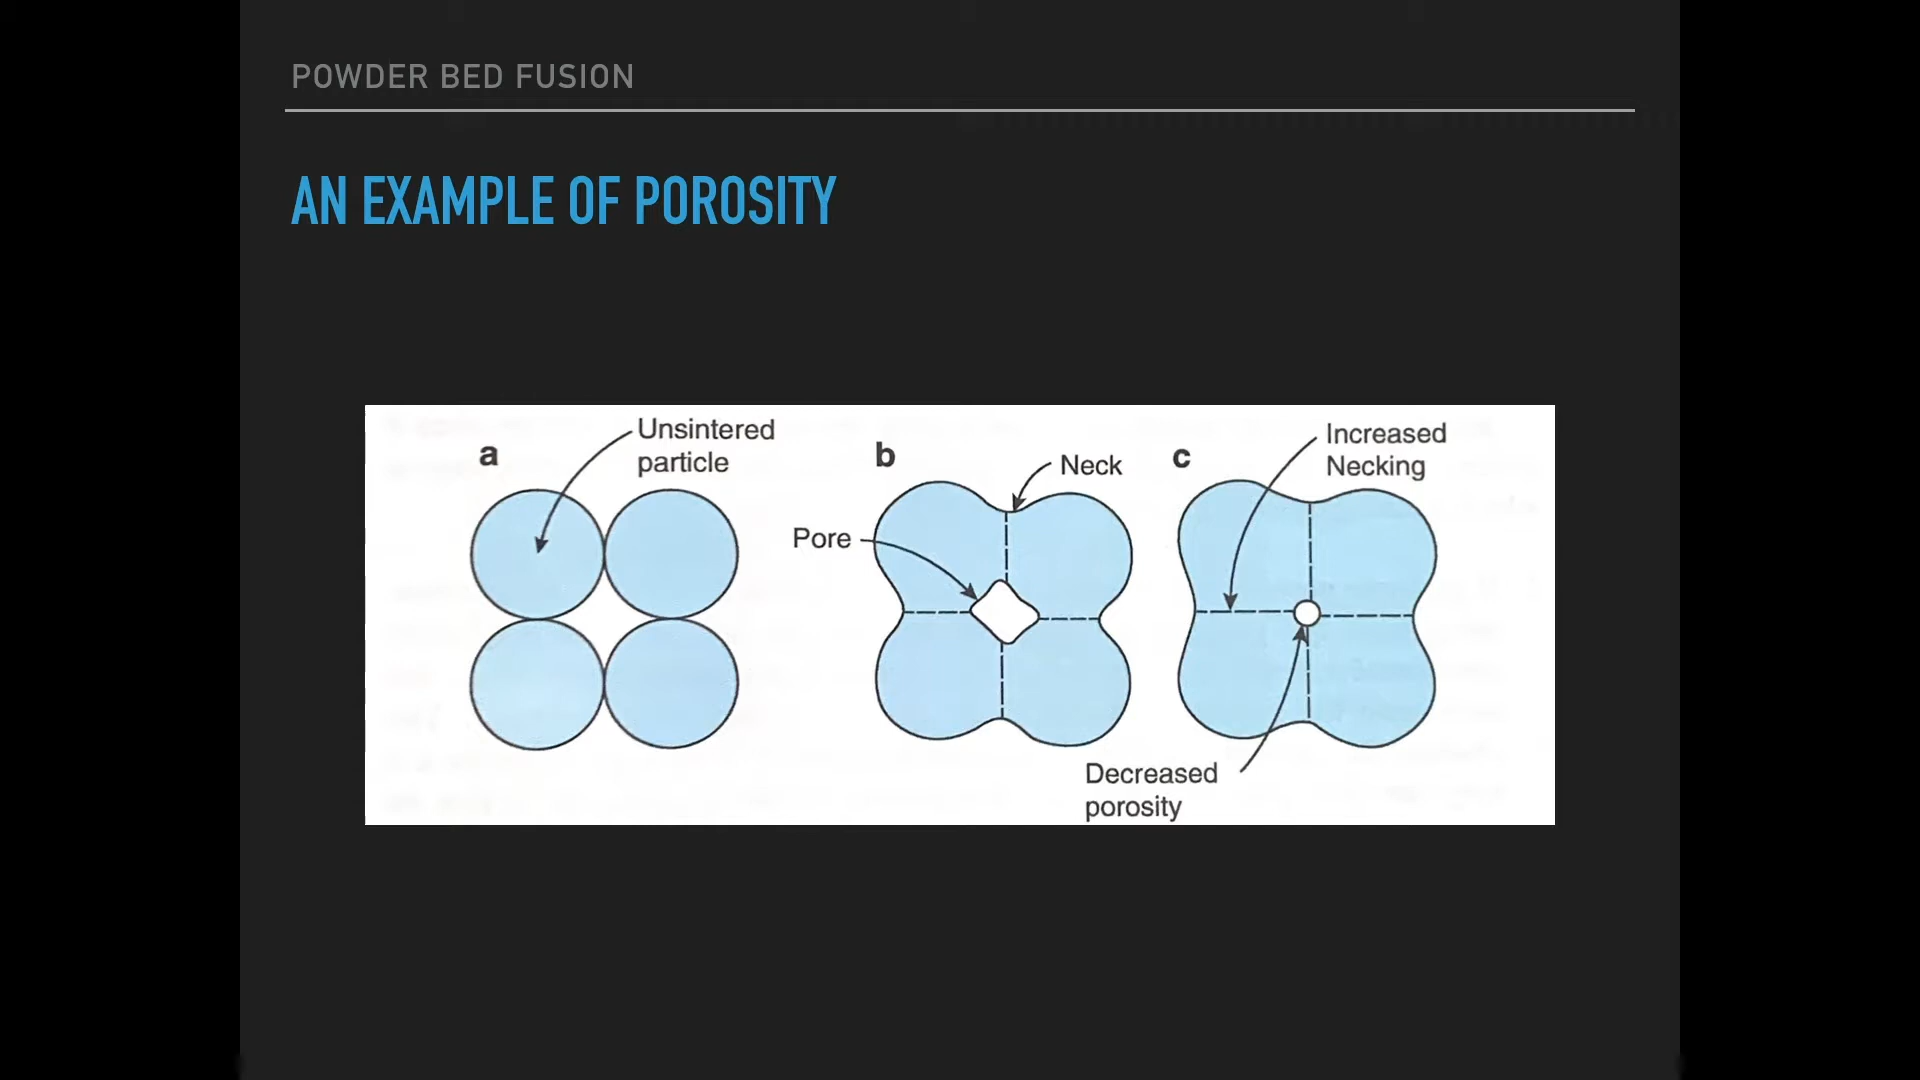 POWDER BED FUSION
AN EXAMPLE OF POROSITY
a
Unsintered
particle
b
Neck
Pore
c
Increased
Necking
Decreased
porosity